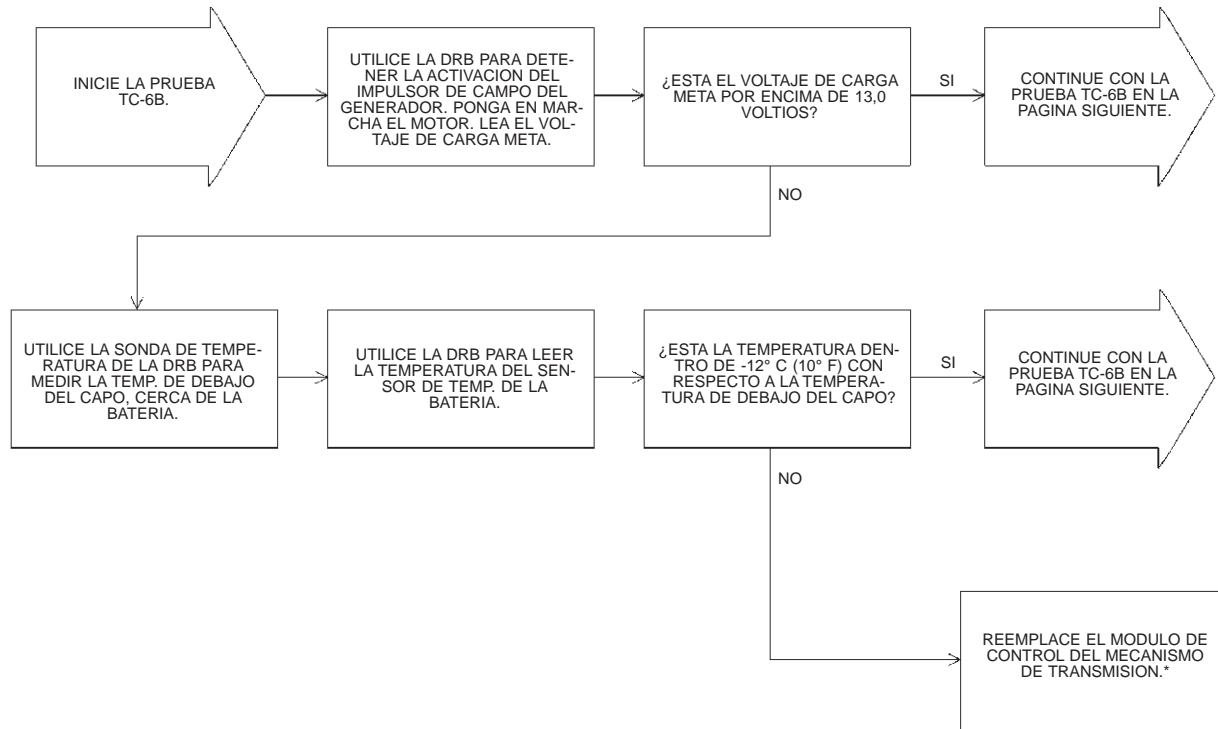 INICIE LA PRUEBA
TC-6B.
UTILICE LA DRB PARA DETE-
NER LA ACTIVACION DEL
IMPULSOR DE CAMPO DEL
GENERADOR. PONGA EN MAR-
CHA EL MOTOR. LEA EL VOL-
TAJE DE CARGA META.
¿ESTA EL VOLTAJE DE CARGA
META POR ENCIMA DE 13,0
VOLTIOS?
SI
CONTINUE CON LA
PRUEBA TC-6B EN LA
PAGINA SIGUIENTE.
NO
UTILICE LA SONDA DE TEMPE-
RATURA DE LA DRB PARA
MEDIR LA TEMP. DE DEBAJO
DEL CAPO, CERCA DE LA
BATERIA.
UTILICE LA DRB PARA LEER
LA TEMPERATURA DEL SEN-
SOR DE TEMP. DE LA
BATERIA.
¿ESTA LA TEMPERATURA DEN-
TRO DE -12° C (10° F) CON
RESPECTO A LA TEMPERA-
TURA DE DEBAJO DEL CAPO?
SI
CONTINUE CON LA
PRUEBA TC-6B EN LA
PAGINA SIGUIENTE.
NO
REEMPLACE EL MODULO DE
CONTROL DEL MECANISMO
DE TRANSMISION.*